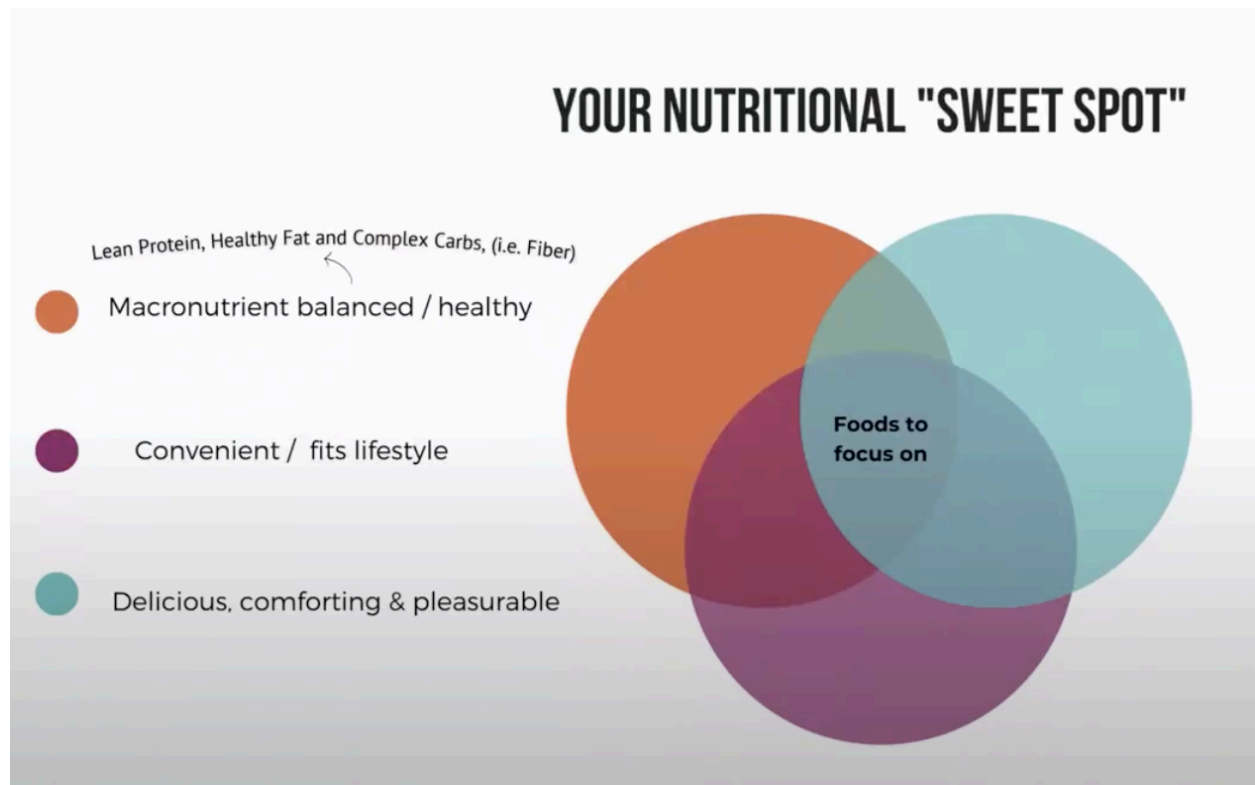 YOUR NUTRITIONAL "SWEET SPOT"
Lean Protein, Healthy Fat and Complex Carbs, (i.e. Fiber)
Macronutrient balanced / healthy
Convenient / fits lifestyle
Delicious, comforting & pleasurable
Foods to
focus on